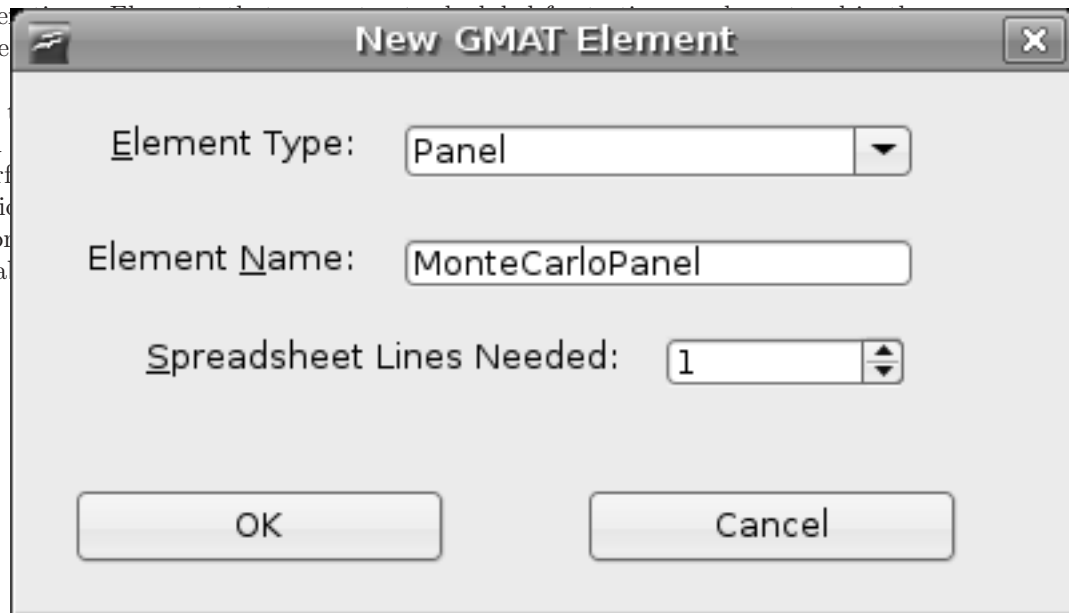 New GMAT Element
Element Type: Panel
Element Name: MonteCarloPanel
Spreadsheet Lines Needed: 1
OK Cancel